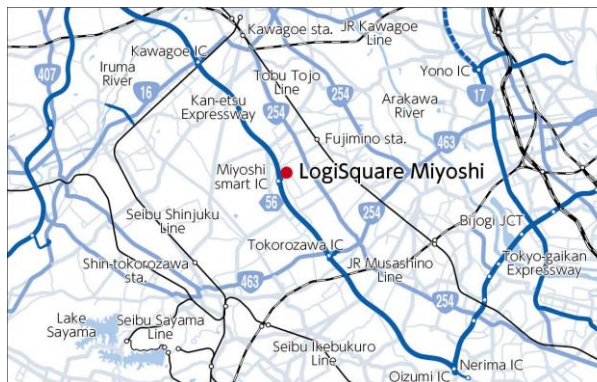 Kawagoe sta.
JR Kawagoe
Line
407
Kawagoe IC
Iruma
River
16
Tobu Tojo
Line
Yono IC
17
Kan-etsu
Expressway
254
254
Arakawa
River
Fujimino sta.
463
Miyoshi
smart IC
LogiSquare Miyoshi
56
254
Seibu Shinjuku
Line
Bijogi JCT
Tokorozawa IC
JR Musashino
Line
Tokyo-gaikan
Expressway
Shin-tokorozawa
sta.
463
254
Lake
Sayama
Seibu Sayama
Line
Seibu Ikebukuro
Line
Nerima IC
Oizumi IC